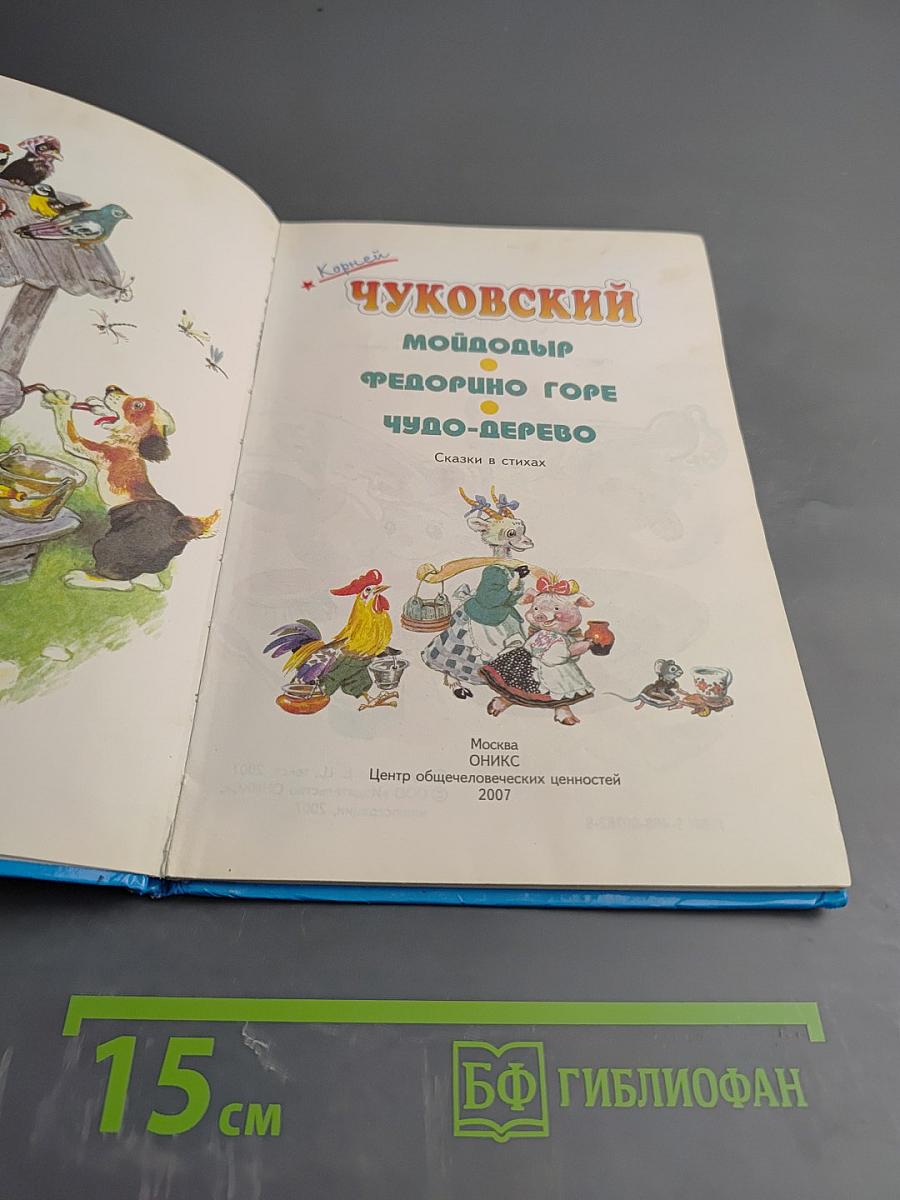 Корней
ЧУКОВСКИЙ
МОЙДОДЫР
ФЕДОРИНО ГОРЕ
ЧУДО-ДЕРЕВО
Сказки в стихах
Москва
ОНИКС
Центр общечеловеческих ценностей
2007
15 см
БФ ГИБЛИОФАН